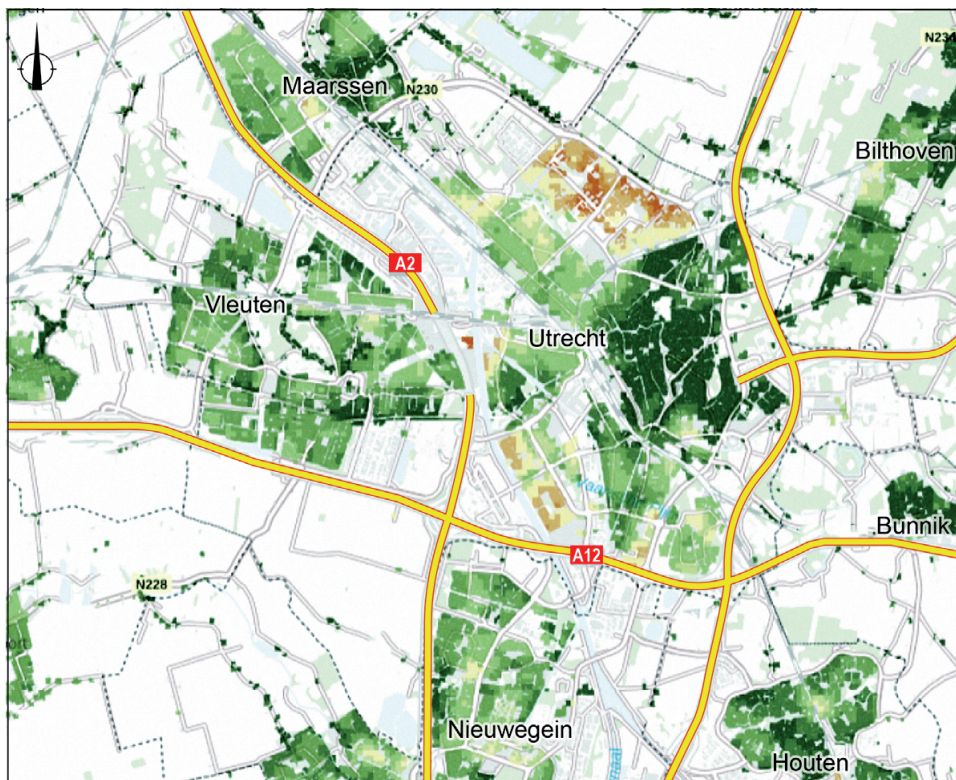 N234
Maarssen
N230
Bilthoven
A2
Vleuten
Utrecht
Bunnik
A12
N228
Nieuwegein
Houten